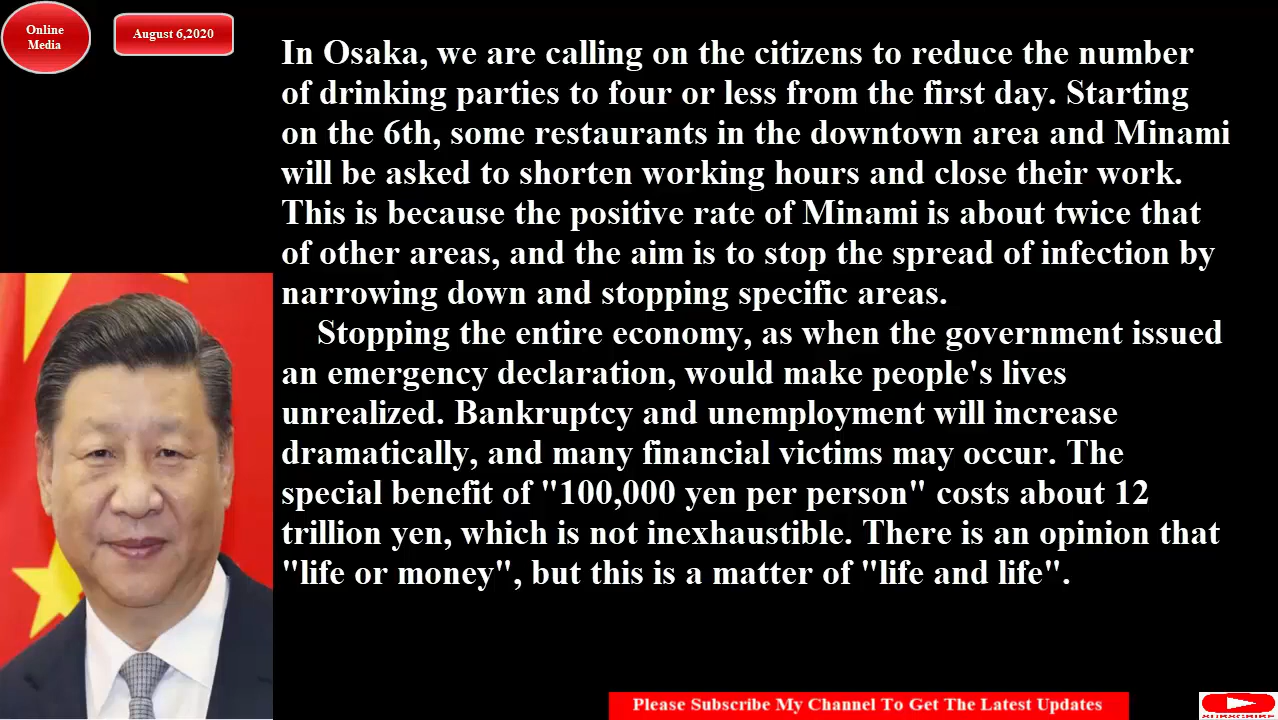 Online
Media
August 6,2020
In Osaka, we are calling on the citizens to reduce the number
of drinking parties to four or less from the first day. Starting
on the 6th, some restaurants in the downtown area and Minami
will be asked to shorten working hours and close their work.
This is because the positive rate of Minami is about twice that
of other areas, and the aim is to stop the spread of infection by
narrowing down and stopping specific areas.
Stopping the entire economy, as when the government issued
an emergency declaration, would make people's lives
unrealized. Bankruptcy and unemployment will increase
dramatically, and many financial victims may occur. The
special benefit of "100,000 yen per person" costs about 12
trillion yen, which is not inexhaustible. There is an opinion that
"life or money", but this is a matter of "life and life".
Please Subscribe My Channel To Get The Latest Updates
SUBSCRIBE